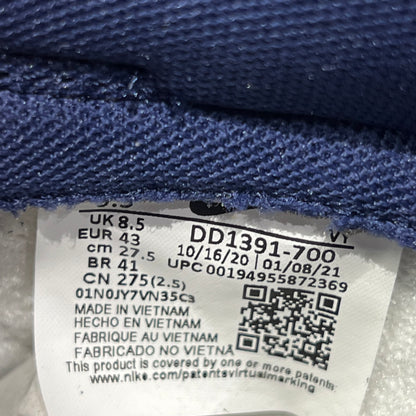 VY
UK 8.5
EUR 43
cm 27.5
BR 41
CN 275(2.5)
DD1391-700
10/16/20 01/08/21
UPC 00194955872369
01N0JY7VN35C3
MADE IN VIETNAM
HECHO EN VIETNAM
FABRIQUE AU VIETNAM
FABRICADO NO VIETNÃ
This product is covered by one or more patents.
www.nike.com/patentsvirtualmarking